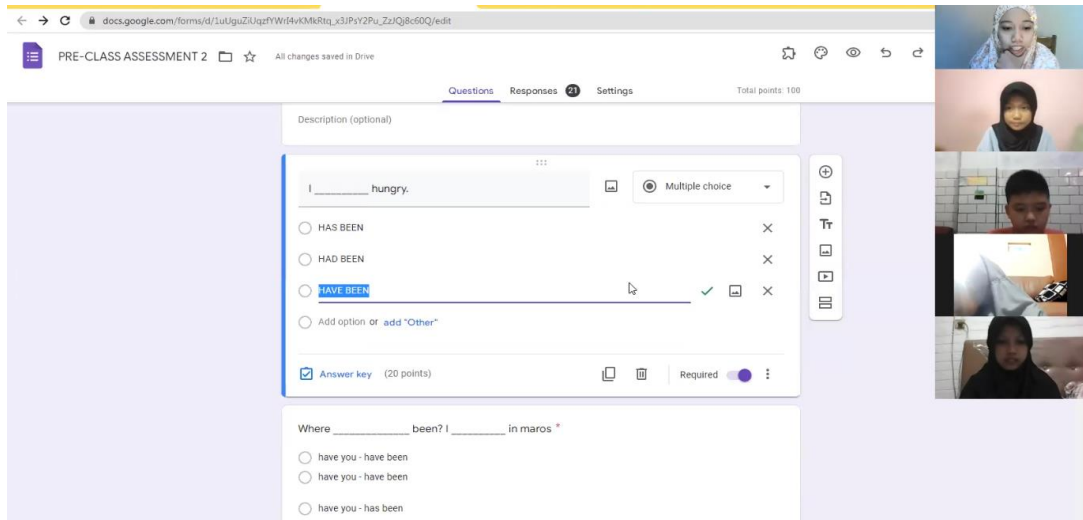 docs.google.com/forms/d/1uUguZiUqzfYWrI4vKMkRtq_x3JPsY2Pu_ZzJQj8c60Q/edit
PRE-CLASS ASSESSMENT 2 All changes saved in Drive
Questions Responses 21 Settings Total points: 100
Description (optional)
I __________ hungry. Multiple choice
HAS BEEN
HAD BEEN
HAVE BEEN
Add option or add "Other"
Answer key (20 points) Required
Where ______________ been? I __________ in maros *
have you - have been
have you - have been
have you - has been